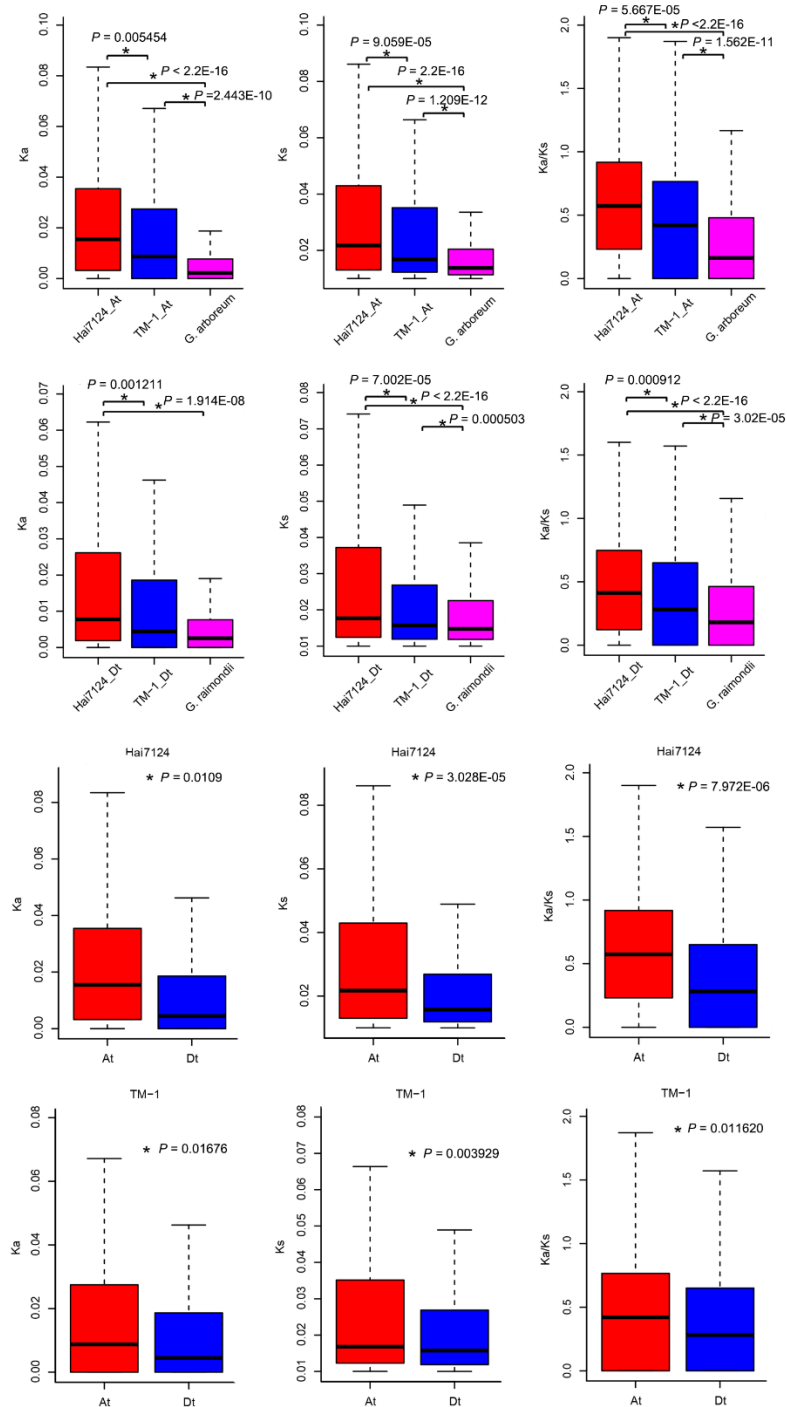 P = 0.005454
*
* P < 2.2E-16
* P =2.443E-10
Ka
0.00 0.02 0.04 0.06 0.08 0.10
Hai7124_At
TM−1_At
G. arboreum
P = 9.059E-05
*
P = 2.2E-16
*
P = 1.209E-12
*
Ks
0.02 0.04 0.06 0.08 0.10
Hai7124_At
TM−1_At
G. arboreum
P = 5.667E-05
* * P <2.2E-16
* P = 1.562E-11
Ka/Ks
0.0 0.5 1.0 1.5 2.0
Hai7124_At
TM−1_At
G. arboreum
P = 0.001211
*
* P = 1.914E-08
Ka
0.00 0.01 0.02 0.03 0.04 0.05 0.06 0.07
Hai7124_Dt
TM−1_Dt
G. raimondii
P = 7.002E-05
*
* P < 2.2E-16
* P = 0.000503
Ks
0.01 0.02 0.03 0.04 0.05 0.06 0.07 0.08
Hai7124_Dt
TM−1_Dt
G. raimondii
P = 0.000912
*
* P < 2.2E-16
* P = 3.02E-05
Ka/Ks
0.0 0.5 1.0 1.5 2.0
Hai7124_Dt
TM−1_Dt
G. raimondii
Hai7124
* P = 0.0109
Ka
0.00 0.02 0.04 0.06 0.08
At Dt
Hai7124
* P = 3.028E-05
Ks
0.02 0.04 0.06 0.08
At Dt
Hai7124
* P = 7.972E-06
Ka/Ks
0.0 0.5 1.0 1.5 2.0
At Dt
TM−1
* P = 0.01676
Ka
0.00 0.02 0.04 0.06 0.08
At Dt
TM−1
* P = 0.003929
Ks
0.01 0.02 0.03 0.04 0.05 0.06 0.07 0.08
At Dt
TM−1
* P = 0.011620
Ka/Ks
0.0 0.5 1.0 1.5 2.0
At Dt